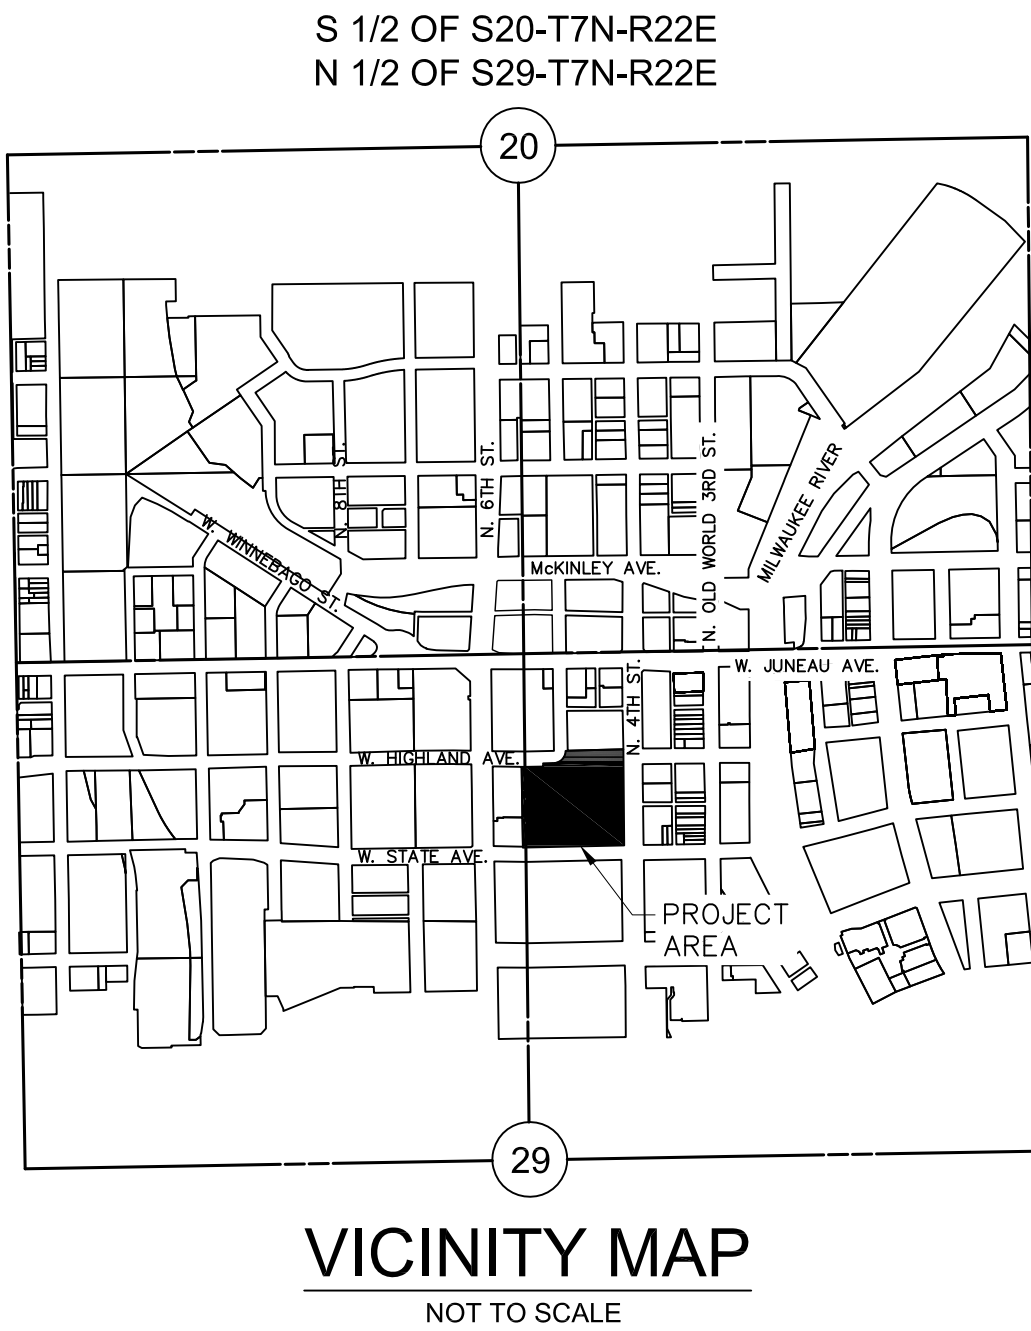 S 1/2 OF S20-T7N-R22E
N 1/2 OF S29-T7N-R22E
20
N. 8TH ST.
N. 6TH ST.
N. OLD WORLD 3RD ST.
MILWAUKEE RIVER
W. WINNEBAGO ST.
McKINLEY AVE.
W. JUNEAU AVE.
N. 4TH ST.
W. HIGHLAND AVE.
W. STATE AVE.
PROJECT
AREA
29
VICINITY MAP
NOT TO SCALE